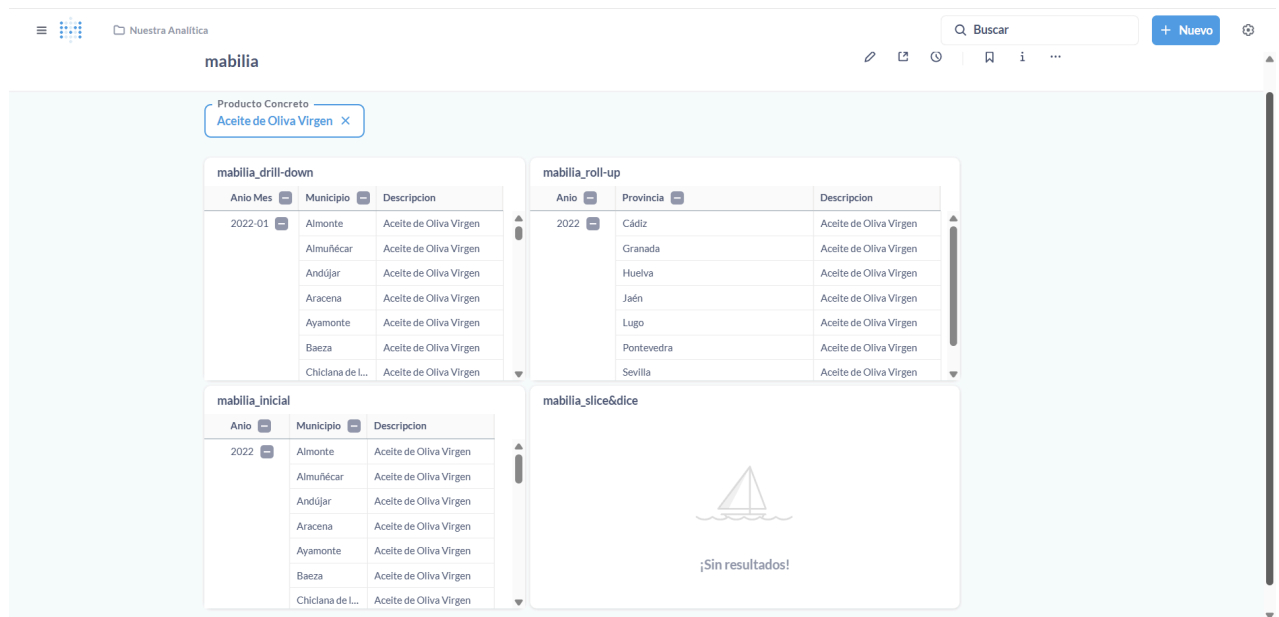 Nuestra Analítica
Buscar
+ Nuevo
mabilia
Producto Concreto
Aceite de Oliva Virgen
mabilia_drill-down
Anio Mes Municipio Descripcion
2022-01 Almonte Aceite de Oliva Virgen
Almuñécar Aceite de Oliva Virgen
Andújar Aceite de Oliva Virgen
Aracena Aceite de Oliva Virgen
Ayamonte Aceite de Oliva Virgen
Baeza Aceite de Oliva Virgen
Chiclana de l... Aceite de Oliva Virgen
mabilia_roll-up
Anio Provincia Descripcion
2022 Cádiz Aceite de Oliva Virgen
Granada Aceite de Oliva Virgen
Huelva Aceite de Oliva Virgen
Jaén Aceite de Oliva Virgen
Lugo Aceite de Oliva Virgen
Pontevedra Aceite de Oliva Virgen
Sevilla Aceite de Oliva Virgen
mabilia_inicial
Anio Municipio Descripcion
2022 Almonte Aceite de Oliva Virgen
Almuñécar Aceite de Oliva Virgen
Andújar Aceite de Oliva Virgen
Aracena Aceite de Oliva Virgen
Ayamonte Aceite de Oliva Virgen
Baeza Aceite de Oliva Virgen
Chiclana de l... Aceite de Oliva Virgen
mabilia_slice&dice
¡Sin resultados!